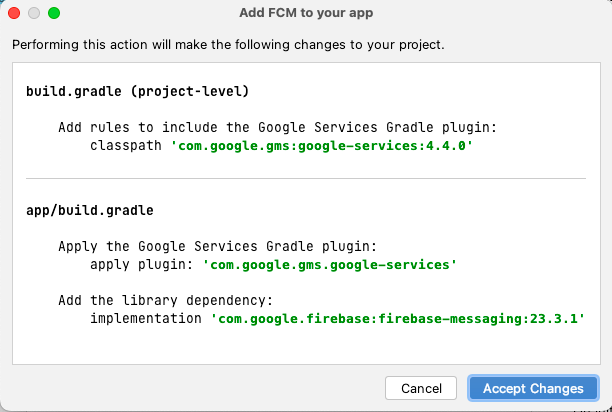 Add FCM to your app
Performing this action will make the following changes to your project.
build.gradle (project-level)
Add rules to include the Google Services Gradle plugin:
classpath 'com.google.gms:google-services:4.4.0'
app/build.gradle
Apply the Google Services Gradle plugin:
apply plugin: 'com.google.gms.google-services'
Add the library dependency:
implementation 'com.google.firebase:firebase-messaging:23.3.1'
Cancel
Accept Changes